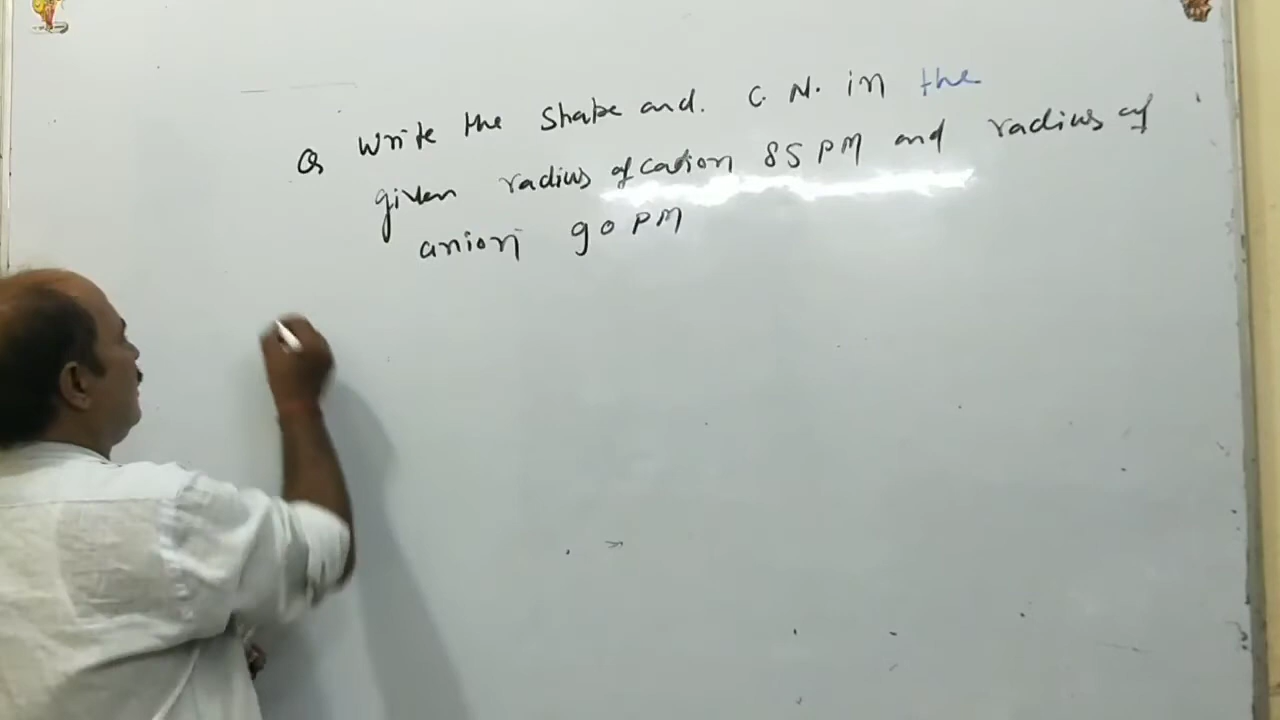 Q Write the Shape and. C. N. in the
given radius of cation 85 PM and radius of
anion 90 PM